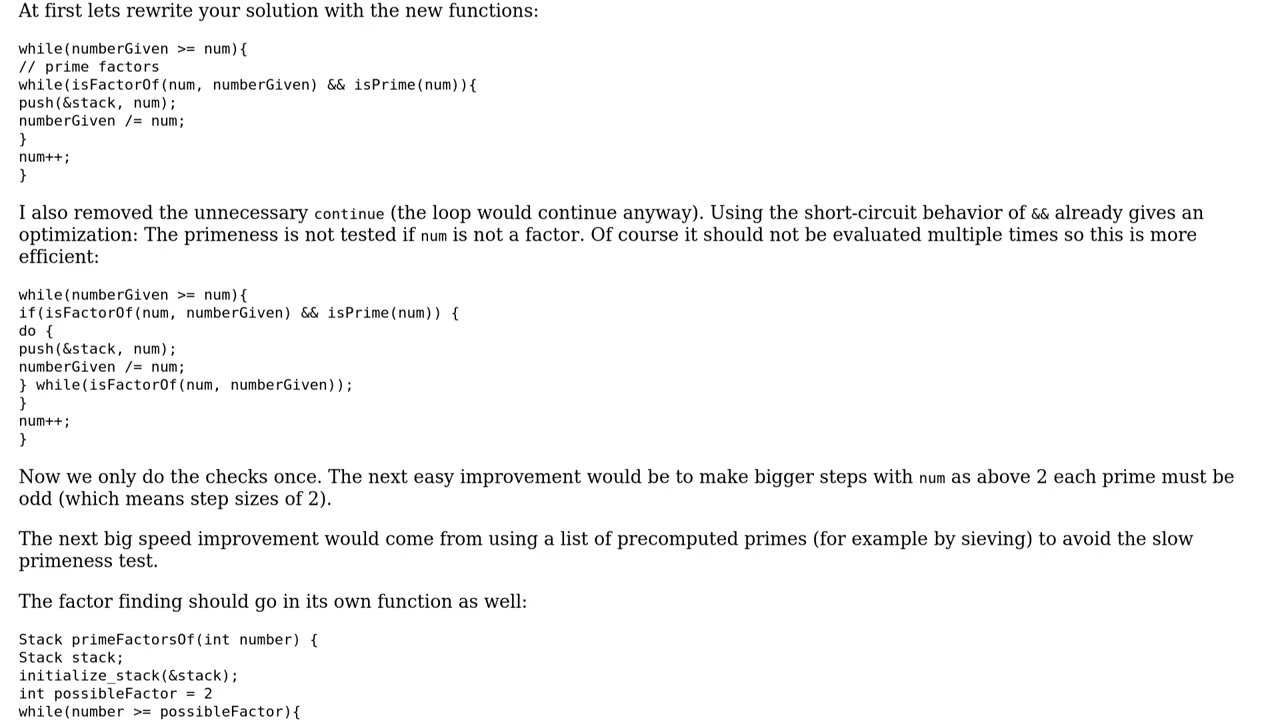 At first lets rewrite your solution with the new functions:
while(numberGiven >= num){
// prime factors
while(isFactorOf(num, numberGiven) && isPrime(num)){
push(&stack, num);
numberGiven /= num;
}
num++;
}
I also removed the unnecessary continue (the loop would continue anyway). Using the short-circuit behavior of && already gives an
optimization: The primeness is not tested if num is not a factor. Of course it should not be evaluated multiple times so this is more
efficient:
while(numberGiven >= num){
if(isFactorOf(num, numberGiven) && isPrime(num)) {
do {
push(&stack, num);
numberGiven /= num;
} while(isFactorOf(num, numberGiven));
}
num++;
}
Now we only do the checks once. The next easy improvement would be to make bigger steps with num as above 2 each prime must be
odd (which means step sizes of 2).
The next big speed improvement would come from using a list of precomputed primes (for example by sieving) to avoid the slow
primeness test.
The factor finding should go in its own function as well:
Stack primeFactorsOf(int number) {
Stack stack;
initialize_stack(&stack);
int possibleFactor = 2
while(number >= possibleFactor){